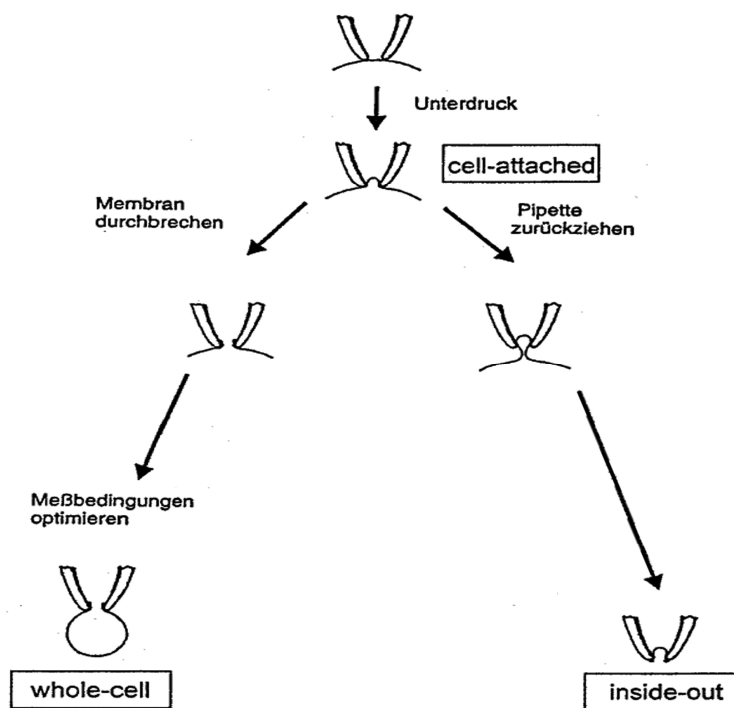 Unterdruck
cell-attached
Membran
durchbrechen
Pipette
zurückziehen
Meßbedingungen
optimieren
whole-cell
inside-out